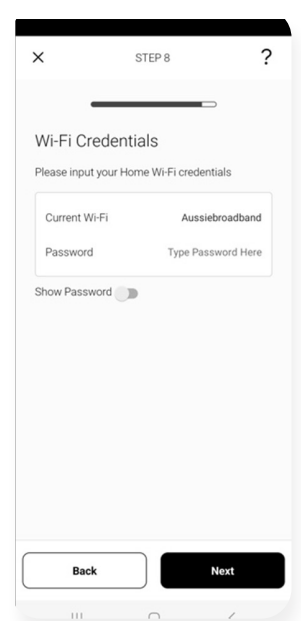 STEP 8 ?
Wi-Fi Credentials
Please input your Home Wi-Fi credentials
Current Wi-Fi Aussiebroadband
Password Type Password Here
Show Password
Back Next